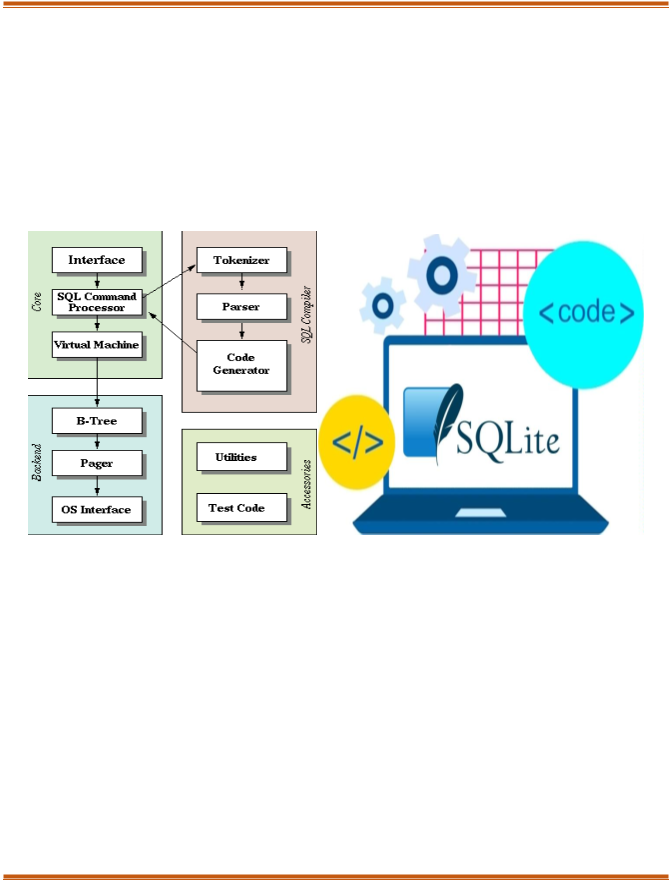 Core
Interface
SQL Command
Processor
Virtual Machine
Backend
B-Tree
Pager
OS Interface
SQL Compiler
Tokenizer
Parser
Code
Generator
Accessories
Utilities
Test Code
<code>
</>
SQLite